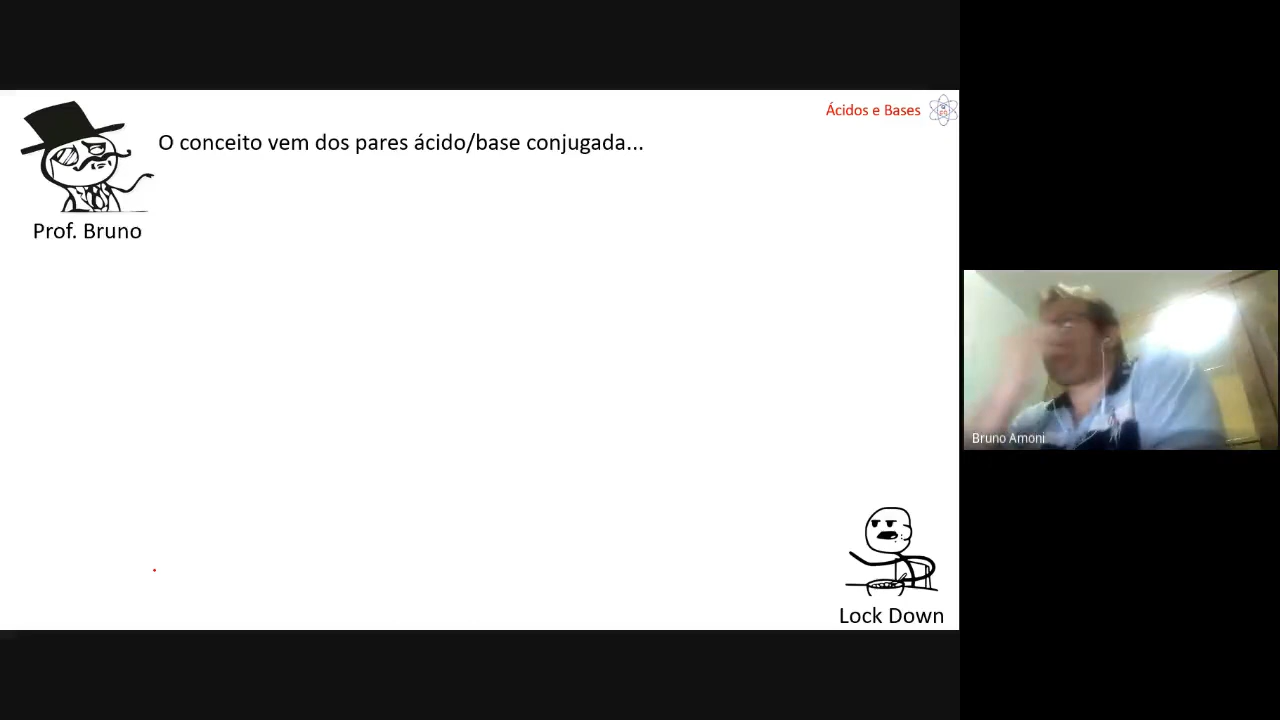 Ácidos e Bases
O conceito vem dos pares ácido/base conjugada...
Prof. Bruno
Bruno Amoni
Lock Down